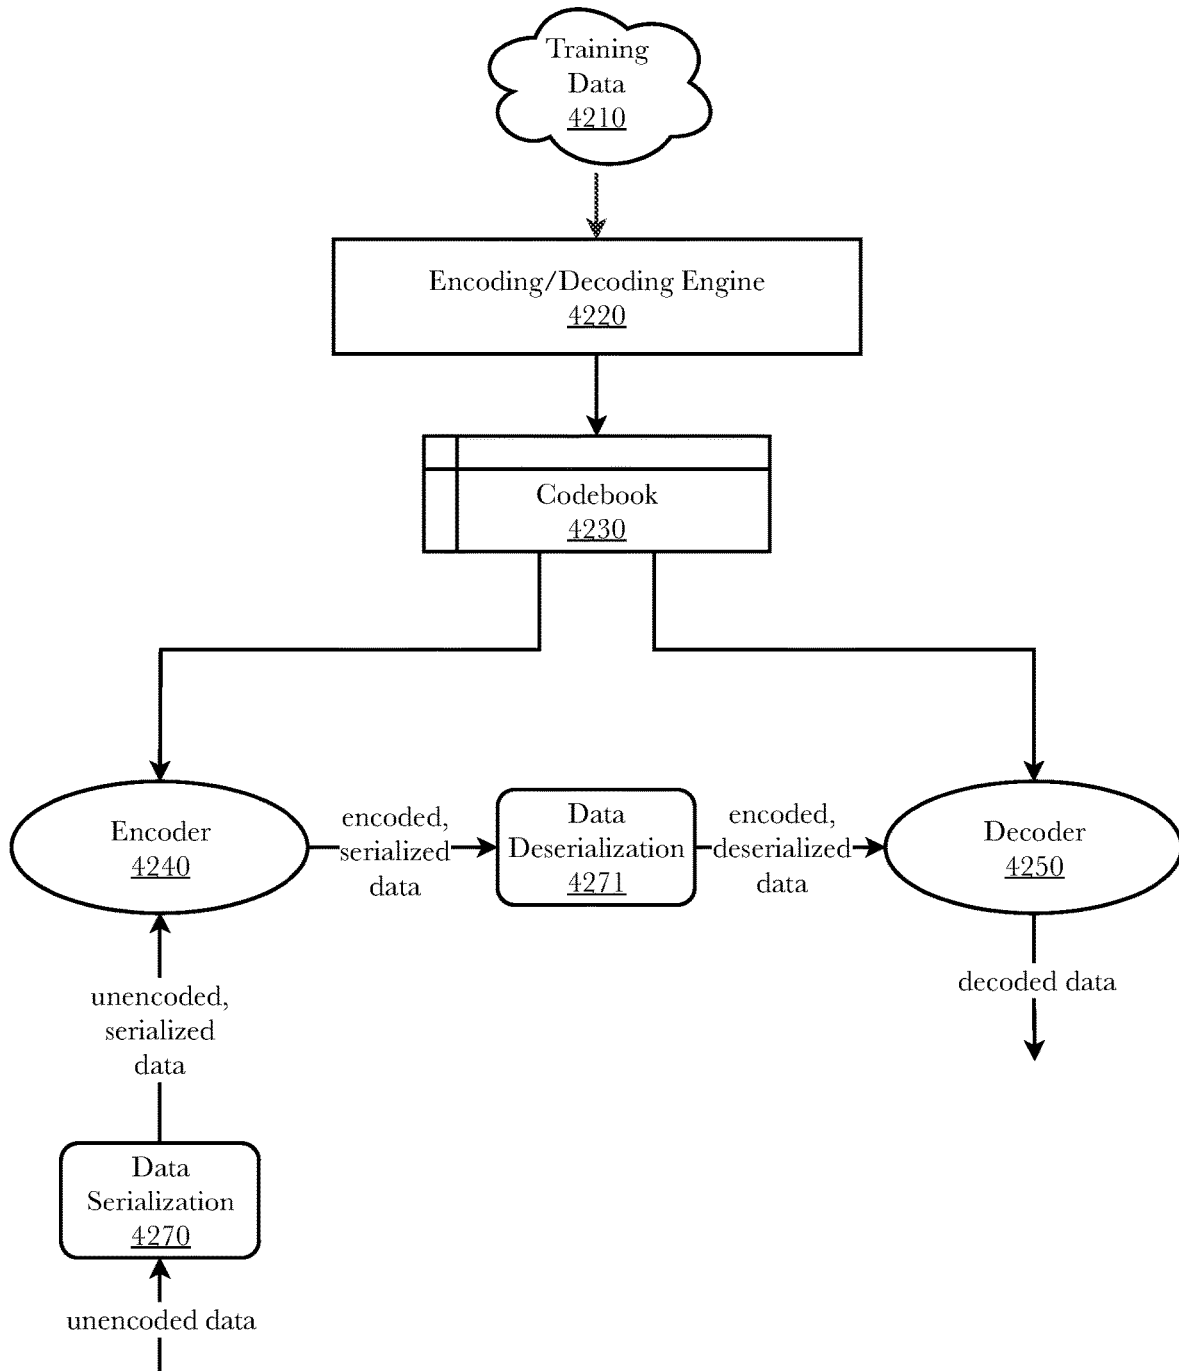 Training
Data
4210
Encoding/Decoding Engine
4220
Codebook
4230
Encoder
4240
encoded,
serialized
data
Data
Deserialization
4271
encoded,
deserialized
data
Decoder
4250
unencoded,
serialized
data
decoded data
Data
Serialization
4270
unencoded data